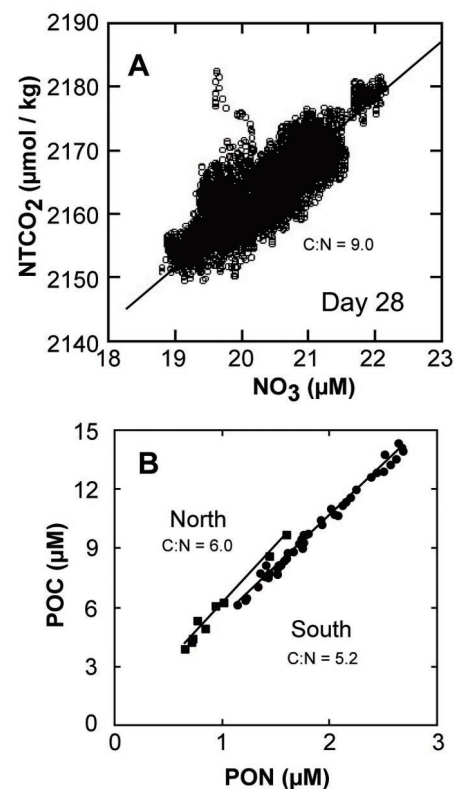 A
NTCO2 (µmol / kg)
2190
2180
2170
2160
2150
2140
C:N = 9.0
Day 28
18 19 20 21 22 23
NO3 (µM)
B
POC (µM)
15
12
9
6
3
0
North
C:N = 6.0
South
C:N = 5.2
0 1 2 3
PON (µM)